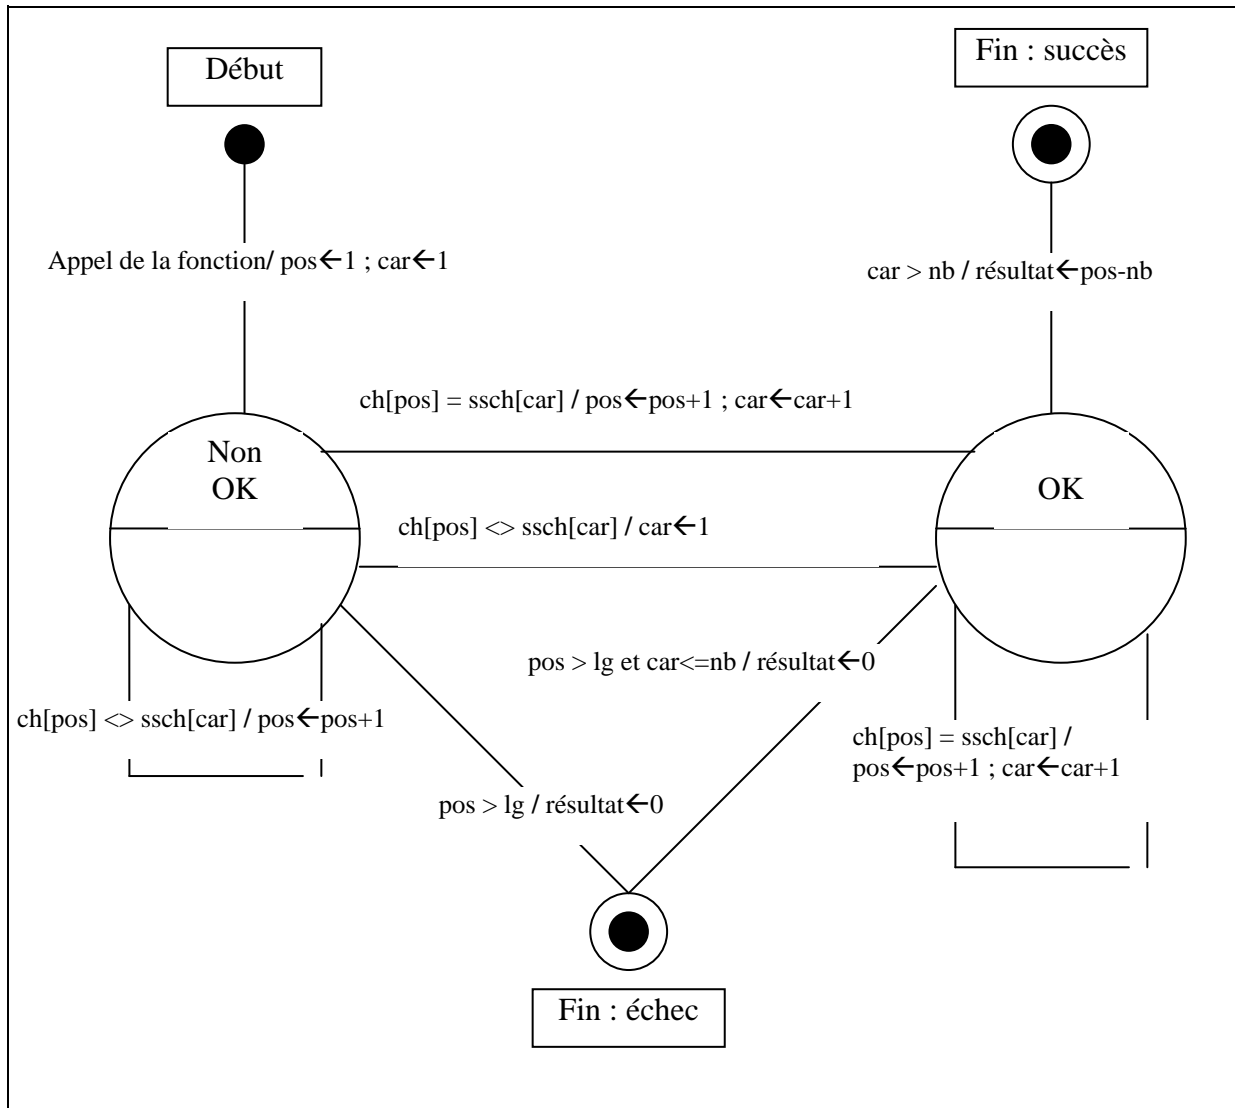 Début
Fin : succès
Appel de la fonction/ pos←1 ; car←1
car > nb / résultat←pos-nb
ch[pos] = ssch[car] / pos←pos+1 ; car←car+1
Non
OK
OK
ch[pos] <> ssch[car] / car←1
pos > lg et car<=nb / résultat←0
ch[pos] <> ssch[car] / pos←pos+1
ch[pos] = ssch[car] /
pos←pos+1 ; car←car+1
pos > lg / résultat←0
Fin : échec